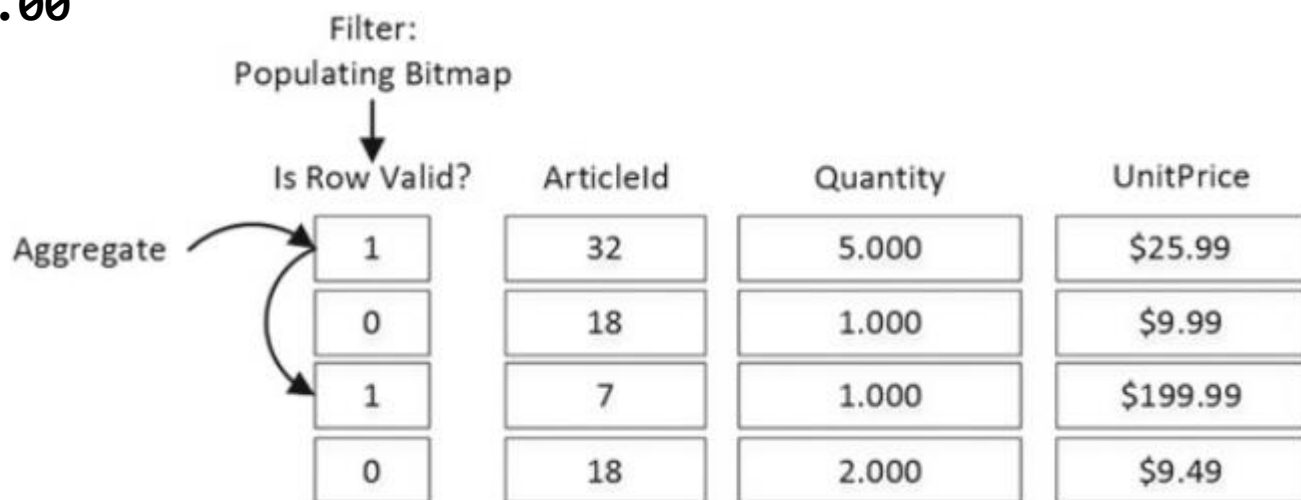 .00
Filter:
Populating Bitmap
Is Row Valid? ArticleId Quantity UnitPrice
Aggregate 1 32 5.000 $25.99
0 18 1.000 $9.99
1 7 1.000 $199.99
0 18 2.000 $9.49